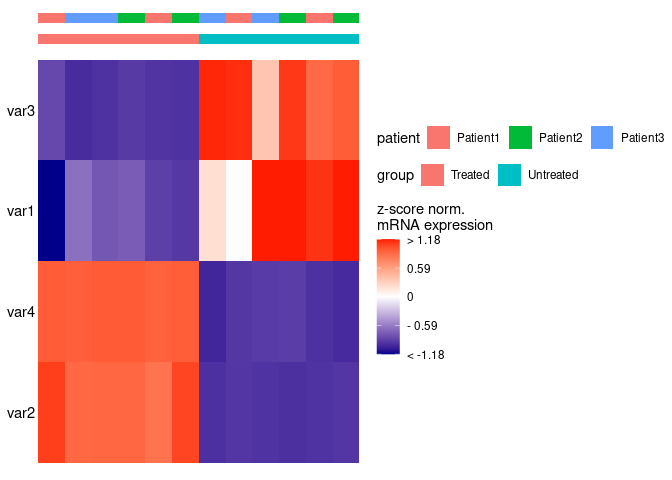 var3
var1
var4
var2
patient Patient1 Patient2 Patient3
group Treated Untreated
z-score norm.
mRNA expression
> 1.18
0.59
0
- 0.59
< -1.18